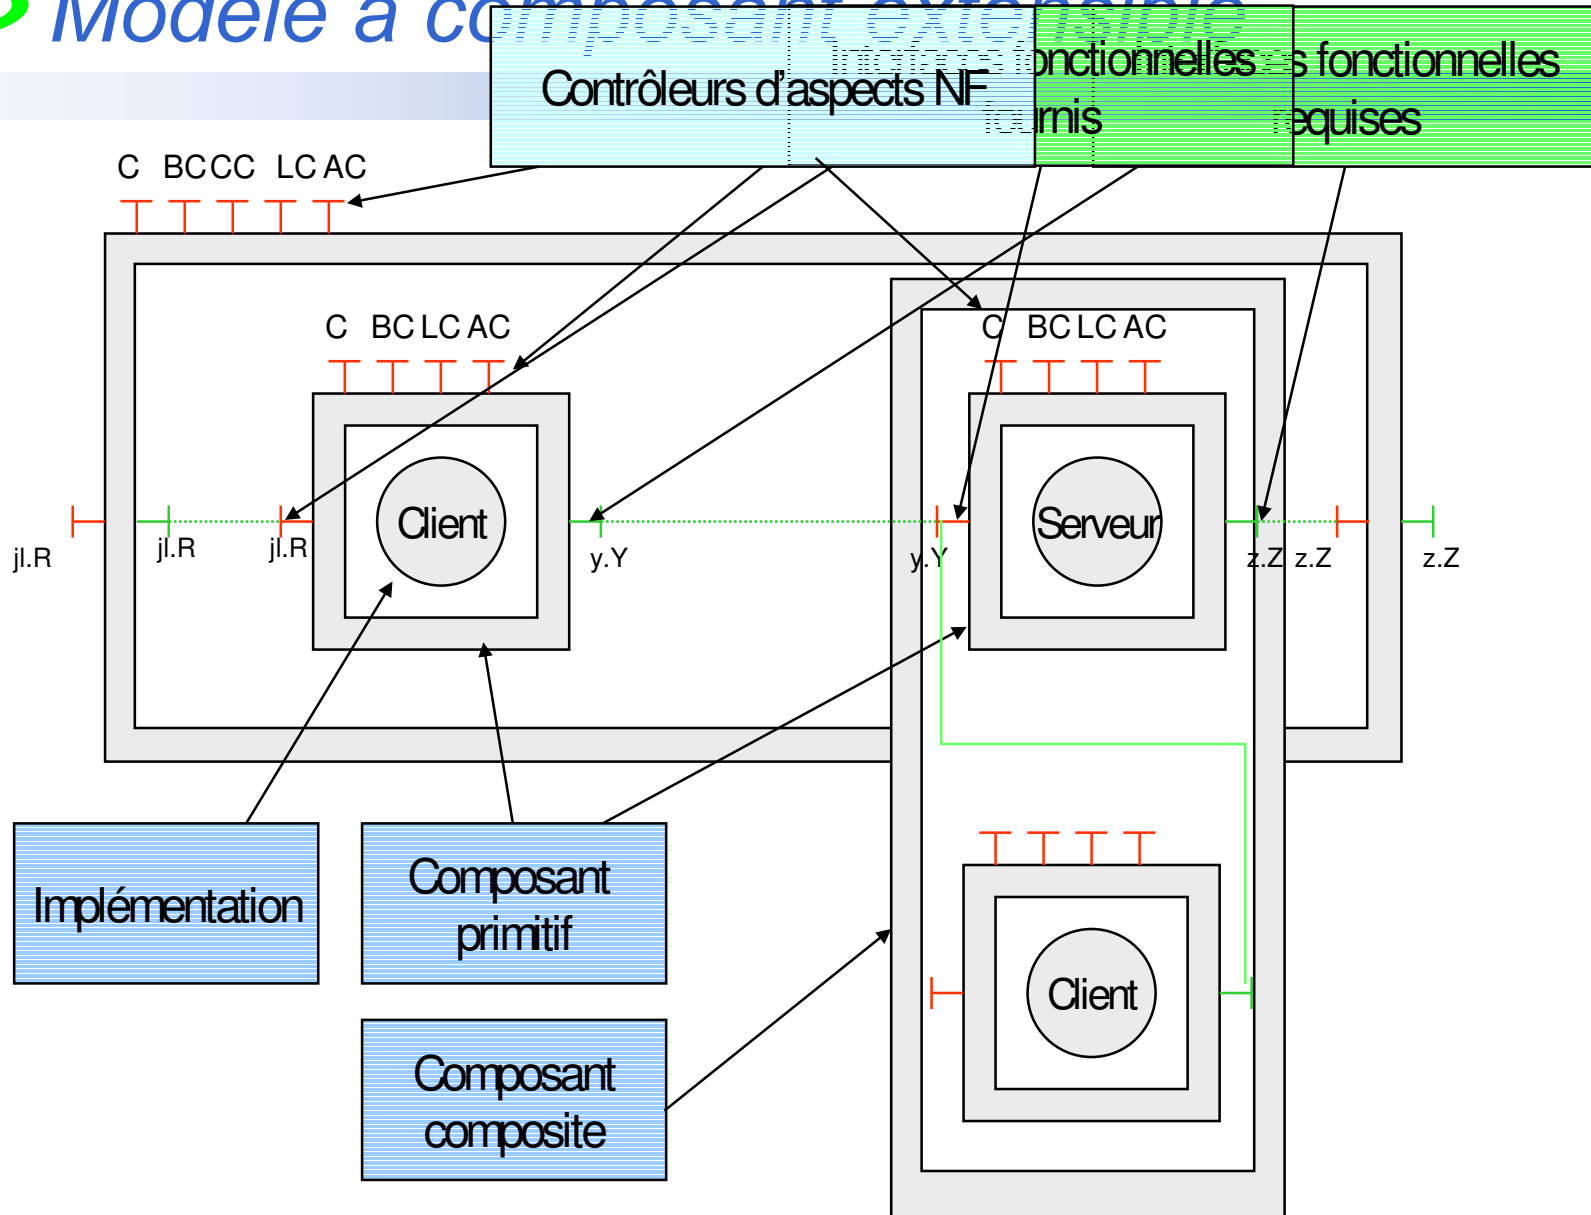 Modèle à composant extensible
Contrôleurs d'aspects NF
fonctionnelles
fournis
s fonctionnelles
requises
C BC CC LC AC
C BC LC AC
C BC LC AC
Client
Serveur
jl.R
jl.R
jl.R
y.Y
y.Y
z.Z
z.Z
z.Z
Implémentation
Composant
primitif
Client
Composant
composite